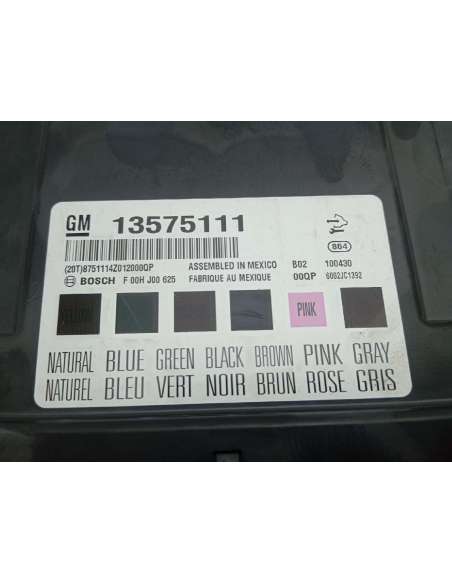 GM 13575111
864
(20T)8751114Z012000QP ASSEMBLED IN MEXICO B02 100430
BOSCH F 00H J00 625 FABRIQUE AU MEXIQUE 00QP 6002JC1392
PINK
NATURAL BLUE GREEN BLACK BROWN PINK GRAY
NATUREL BLEU VERT NOIR BRUN ROSE GRIS